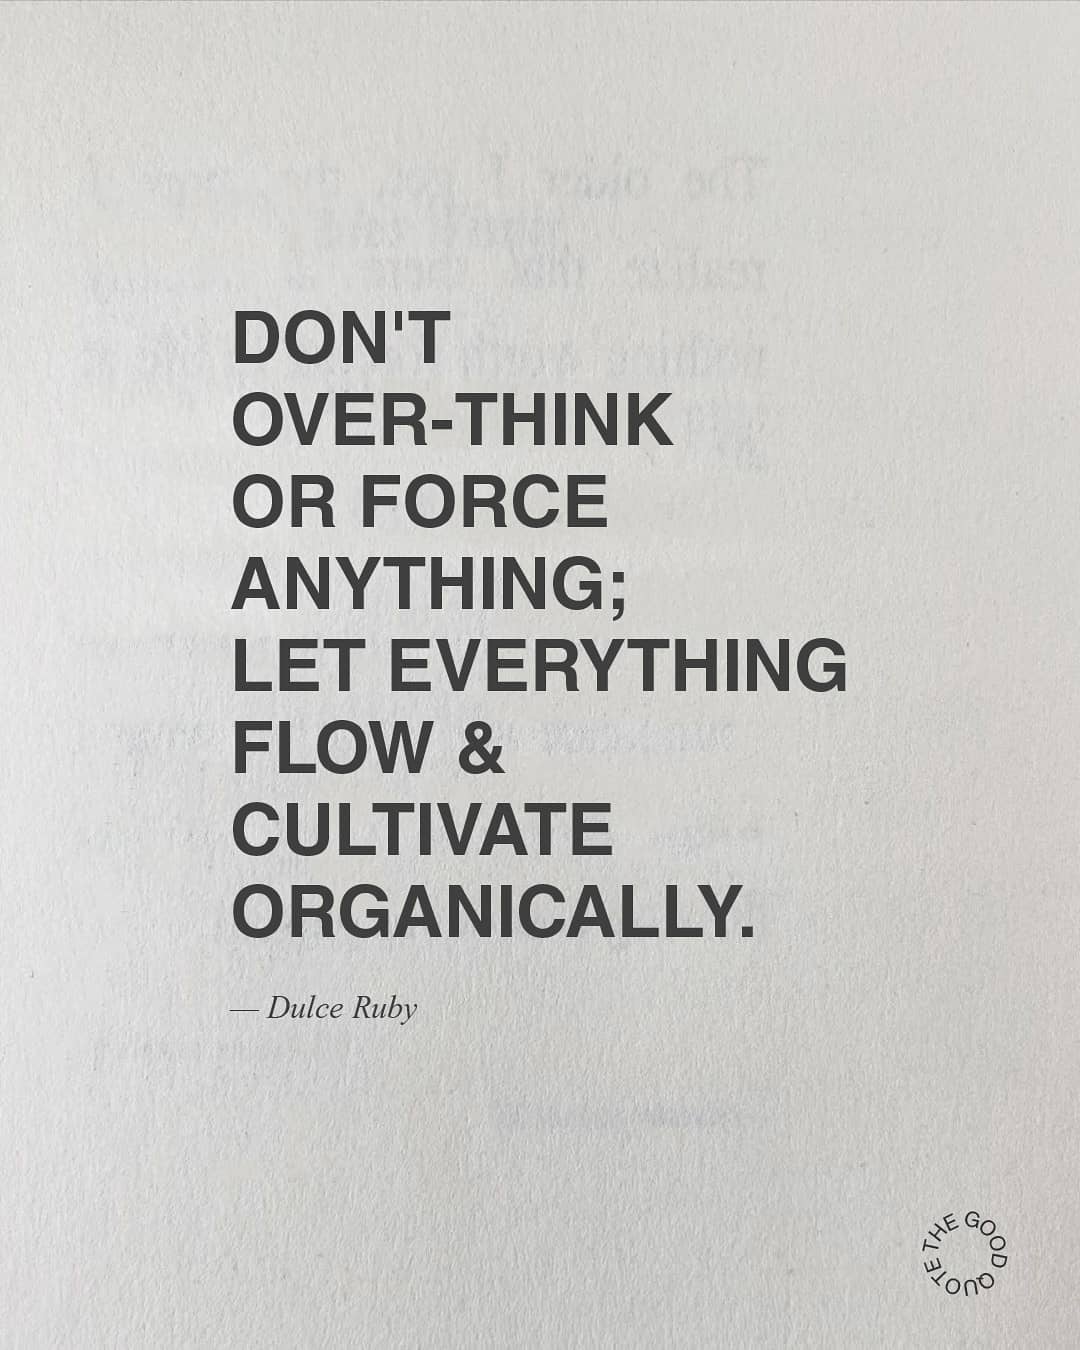 DON'T
OVER-THINK
OR FORCE
ANYTHING;
LET EVERYTHING
FLOW &
CULTIVATE
ORGANICALLY.
— Dulce Ruby
THE GOOD QUOTE